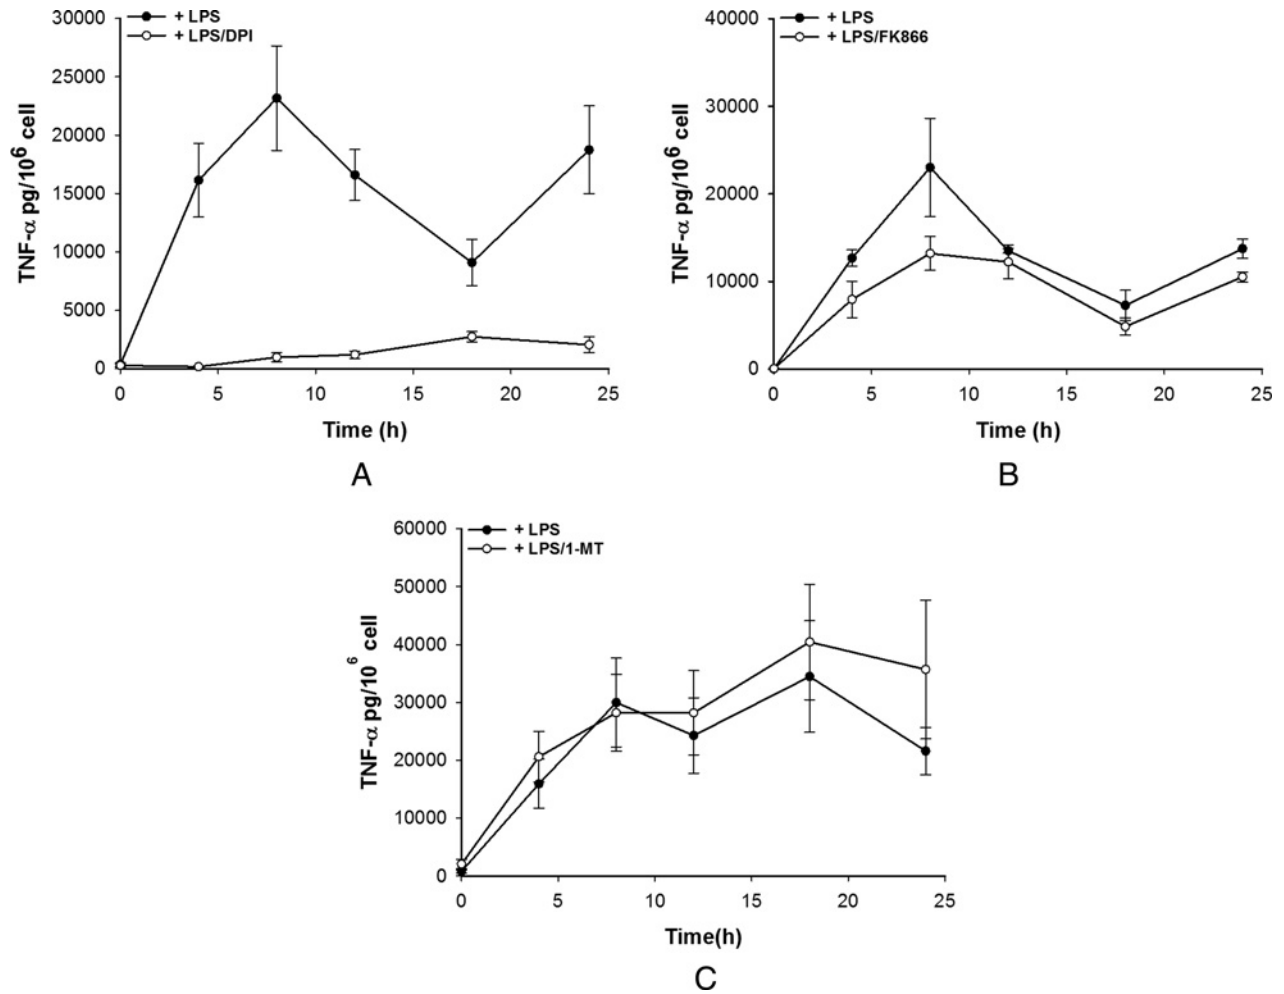 + LPS
+ LPS/DPI
30000
25000
20000
15000
10000
5000
0
TNF-α pg/10⁶ cell
0 5 10 15 20 25
Time (h)
A
+ LPS
+ LPS/FK866
40000
30000
20000
10000
0
TNF-α pg/10⁶ cell
0 5 10 15 20 25
Time (h)
B
+ LPS
+ LPS/1-MT
60000
50000
40000
30000
20000
10000
0
TNF-α pg/10⁶ cell
0 5 10 15 20 25
Time(h)
C